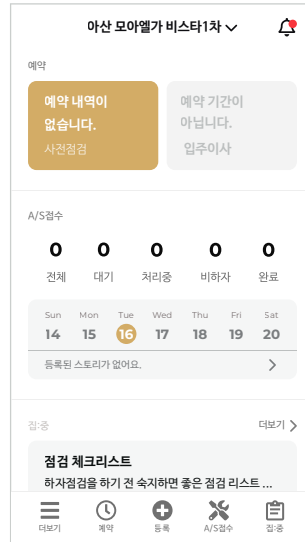 아산 모아엘가 비스타1차
예약
예약 내역이
없습니다.
사전점검
예약 기간이
아닙니다.
입주이사
A/S접수
0 0 0 0 0
전체 대기 처리중 비하자 완료
Sun Mon Tue Wed Thu Fri Sat
14 15 16 17 18 19 20
등록된 스토리가 없어요.
집:중 더보기
점검 체크리스트
하자점검을 하기 전 숙지하면 좋은 점검 리스트 ...
더보기 예약 등록 A/S접수 집:중